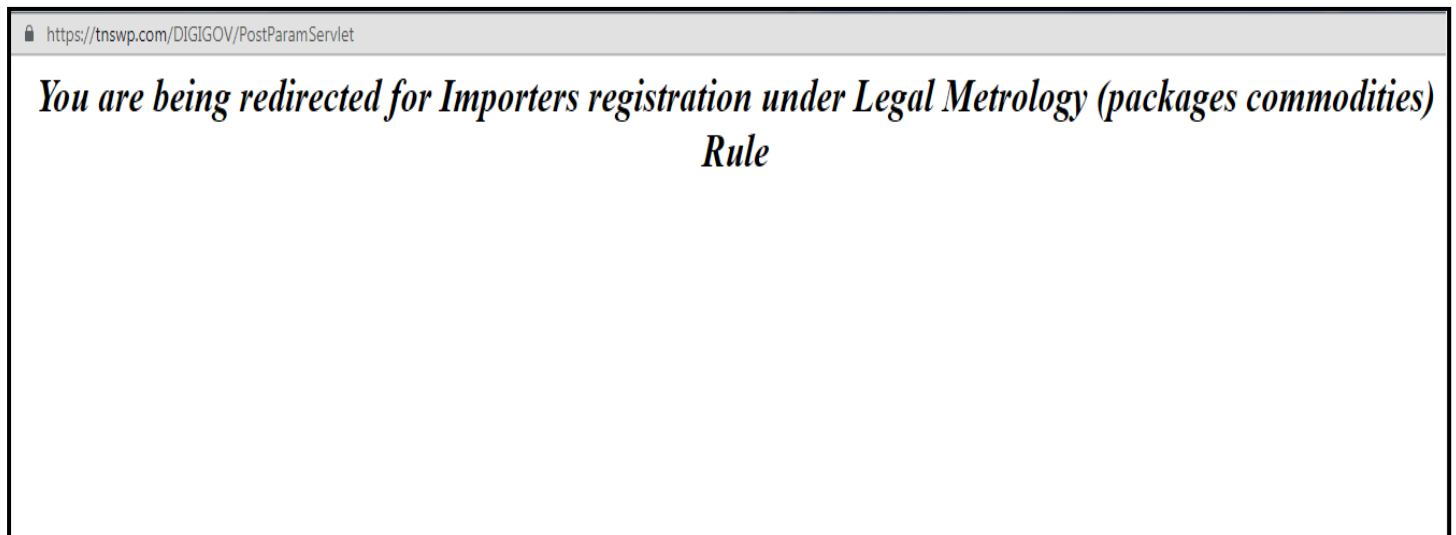 https://tnswp.com/DIGIGOV/PostParamServlet
You are being redirected for Importers registration under Legal Metrology (packages commodities)
Rule